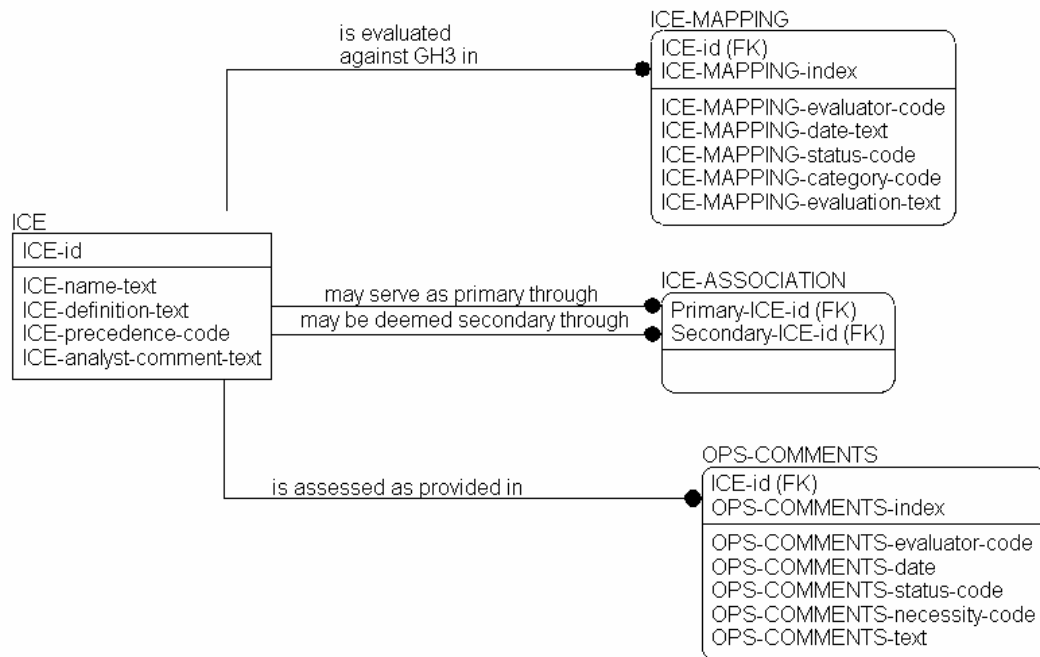 ICE-MAPPING
is evaluated
against GH3 in
ICE-id (FK)
ICE-MAPPING-index
ICE-MAPPING-evaluator-code
ICE-MAPPING-date-text
ICE-MAPPING-status-code
ICE-MAPPING-category-code
ICE-MAPPING-evaluation-text
ICE
ICE-id
ICE-name-text
ICE-definition-text
ICE-precedence-code
ICE-analyst-comment-text
may serve as primary through
may be deemed secondary through
ICE-ASSOCIATION
Primary-ICE-id (FK)
Secondary-ICE-id (FK)
is assessed as provided in
OPS-COMMENTS
ICE-id (FK)
OPS-COMMENTS-index
OPS-COMMENTS-evaluator-code
OPS-COMMENTS-date
OPS-COMMENTS-status-code
OPS-COMMENTS-necessity-code
OPS-COMMENTS-text